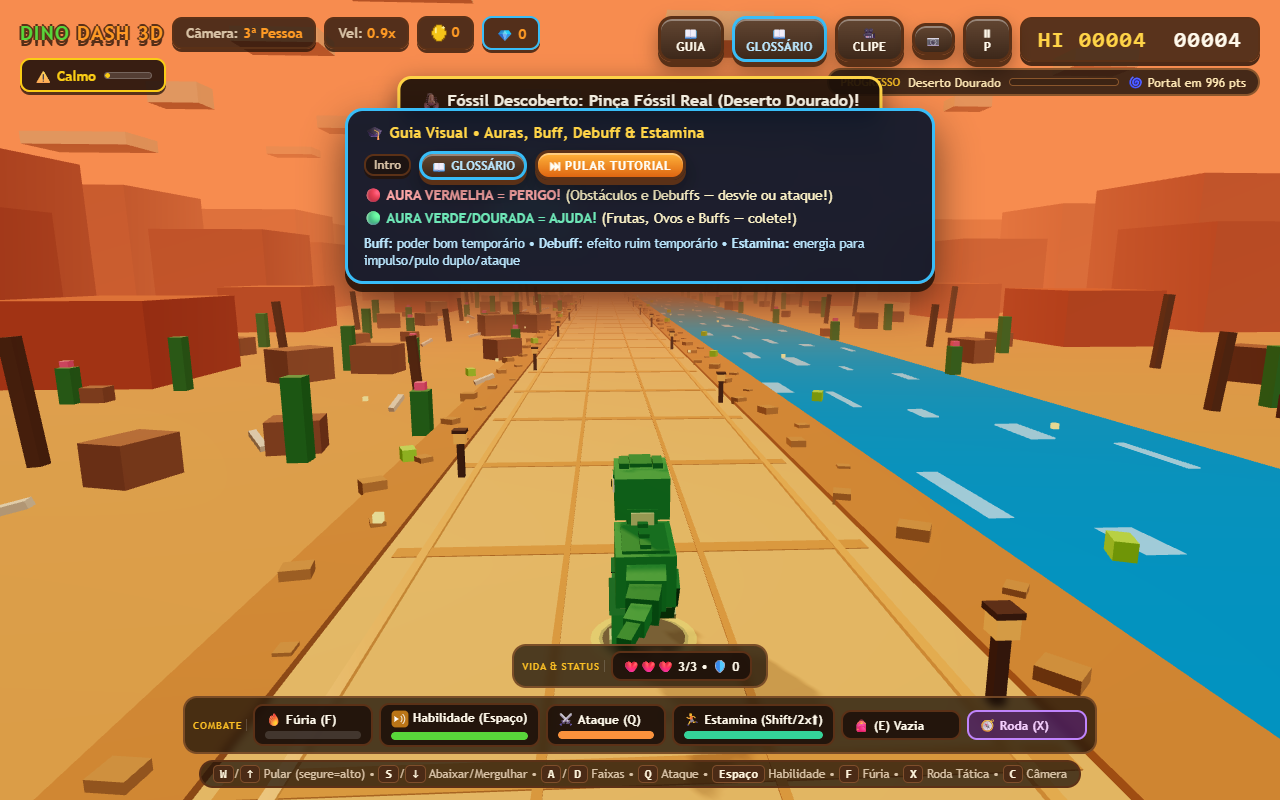 DINO DASH 3D
Câmera: 3ª Pessoa
Vel: 0.9x
0
0
GUIA
GLOSSÁRIO
CLIPE
P
HI 00004 00004
Calmo
SSO Deserto Dourado Portal em 996 pts
Fóssil Descoberto: Pinça Fóssil Real (Deserto Dourado)!
Guia Visual • Auras, Buff, Debuff & Estamina
Intro
GLOSSÁRIO
PULAR TUTORIAL
AURA VERMELHA = PERIGO! (Obstáculos e Debuffs — desvie ou ataque!)
AURA VERDE/DOURADA = AJUDA! (Frutas, Ovos e Buffs — colete!)
Buff: poder bom temporário • Debuff: efeito ruim temporário • Estamina: energia para
impulso/pulo duplo/ataque
VIDA & STATUS
3/3 • 0
COMBATE
Fúria (F)
Habilidade (Espaço)
Ataque (Q)
Estamina (Shift/2x⬆)
(E) Vazia
Roda (X)
W / ↑ Pular (segure=alto) • S / ↓ Abaixar/Mergulhar • A / D Faixas • Q Ataque • Espaço Habilidade • F Fúria • X Roda Tática • C Câmera